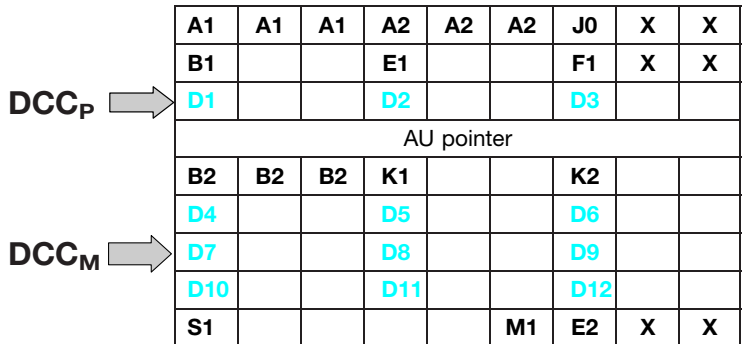 A1 A1 A1 A2 A2 A2 J0 X X
B1 E1 F1 X X
DCCP D1 D2 D3
AU pointer
B2 B2 B2 K1 K2
D4 D5 D6
DCCM D7 D8 D9
D10 D11 D12
S1 M1 E2 X X